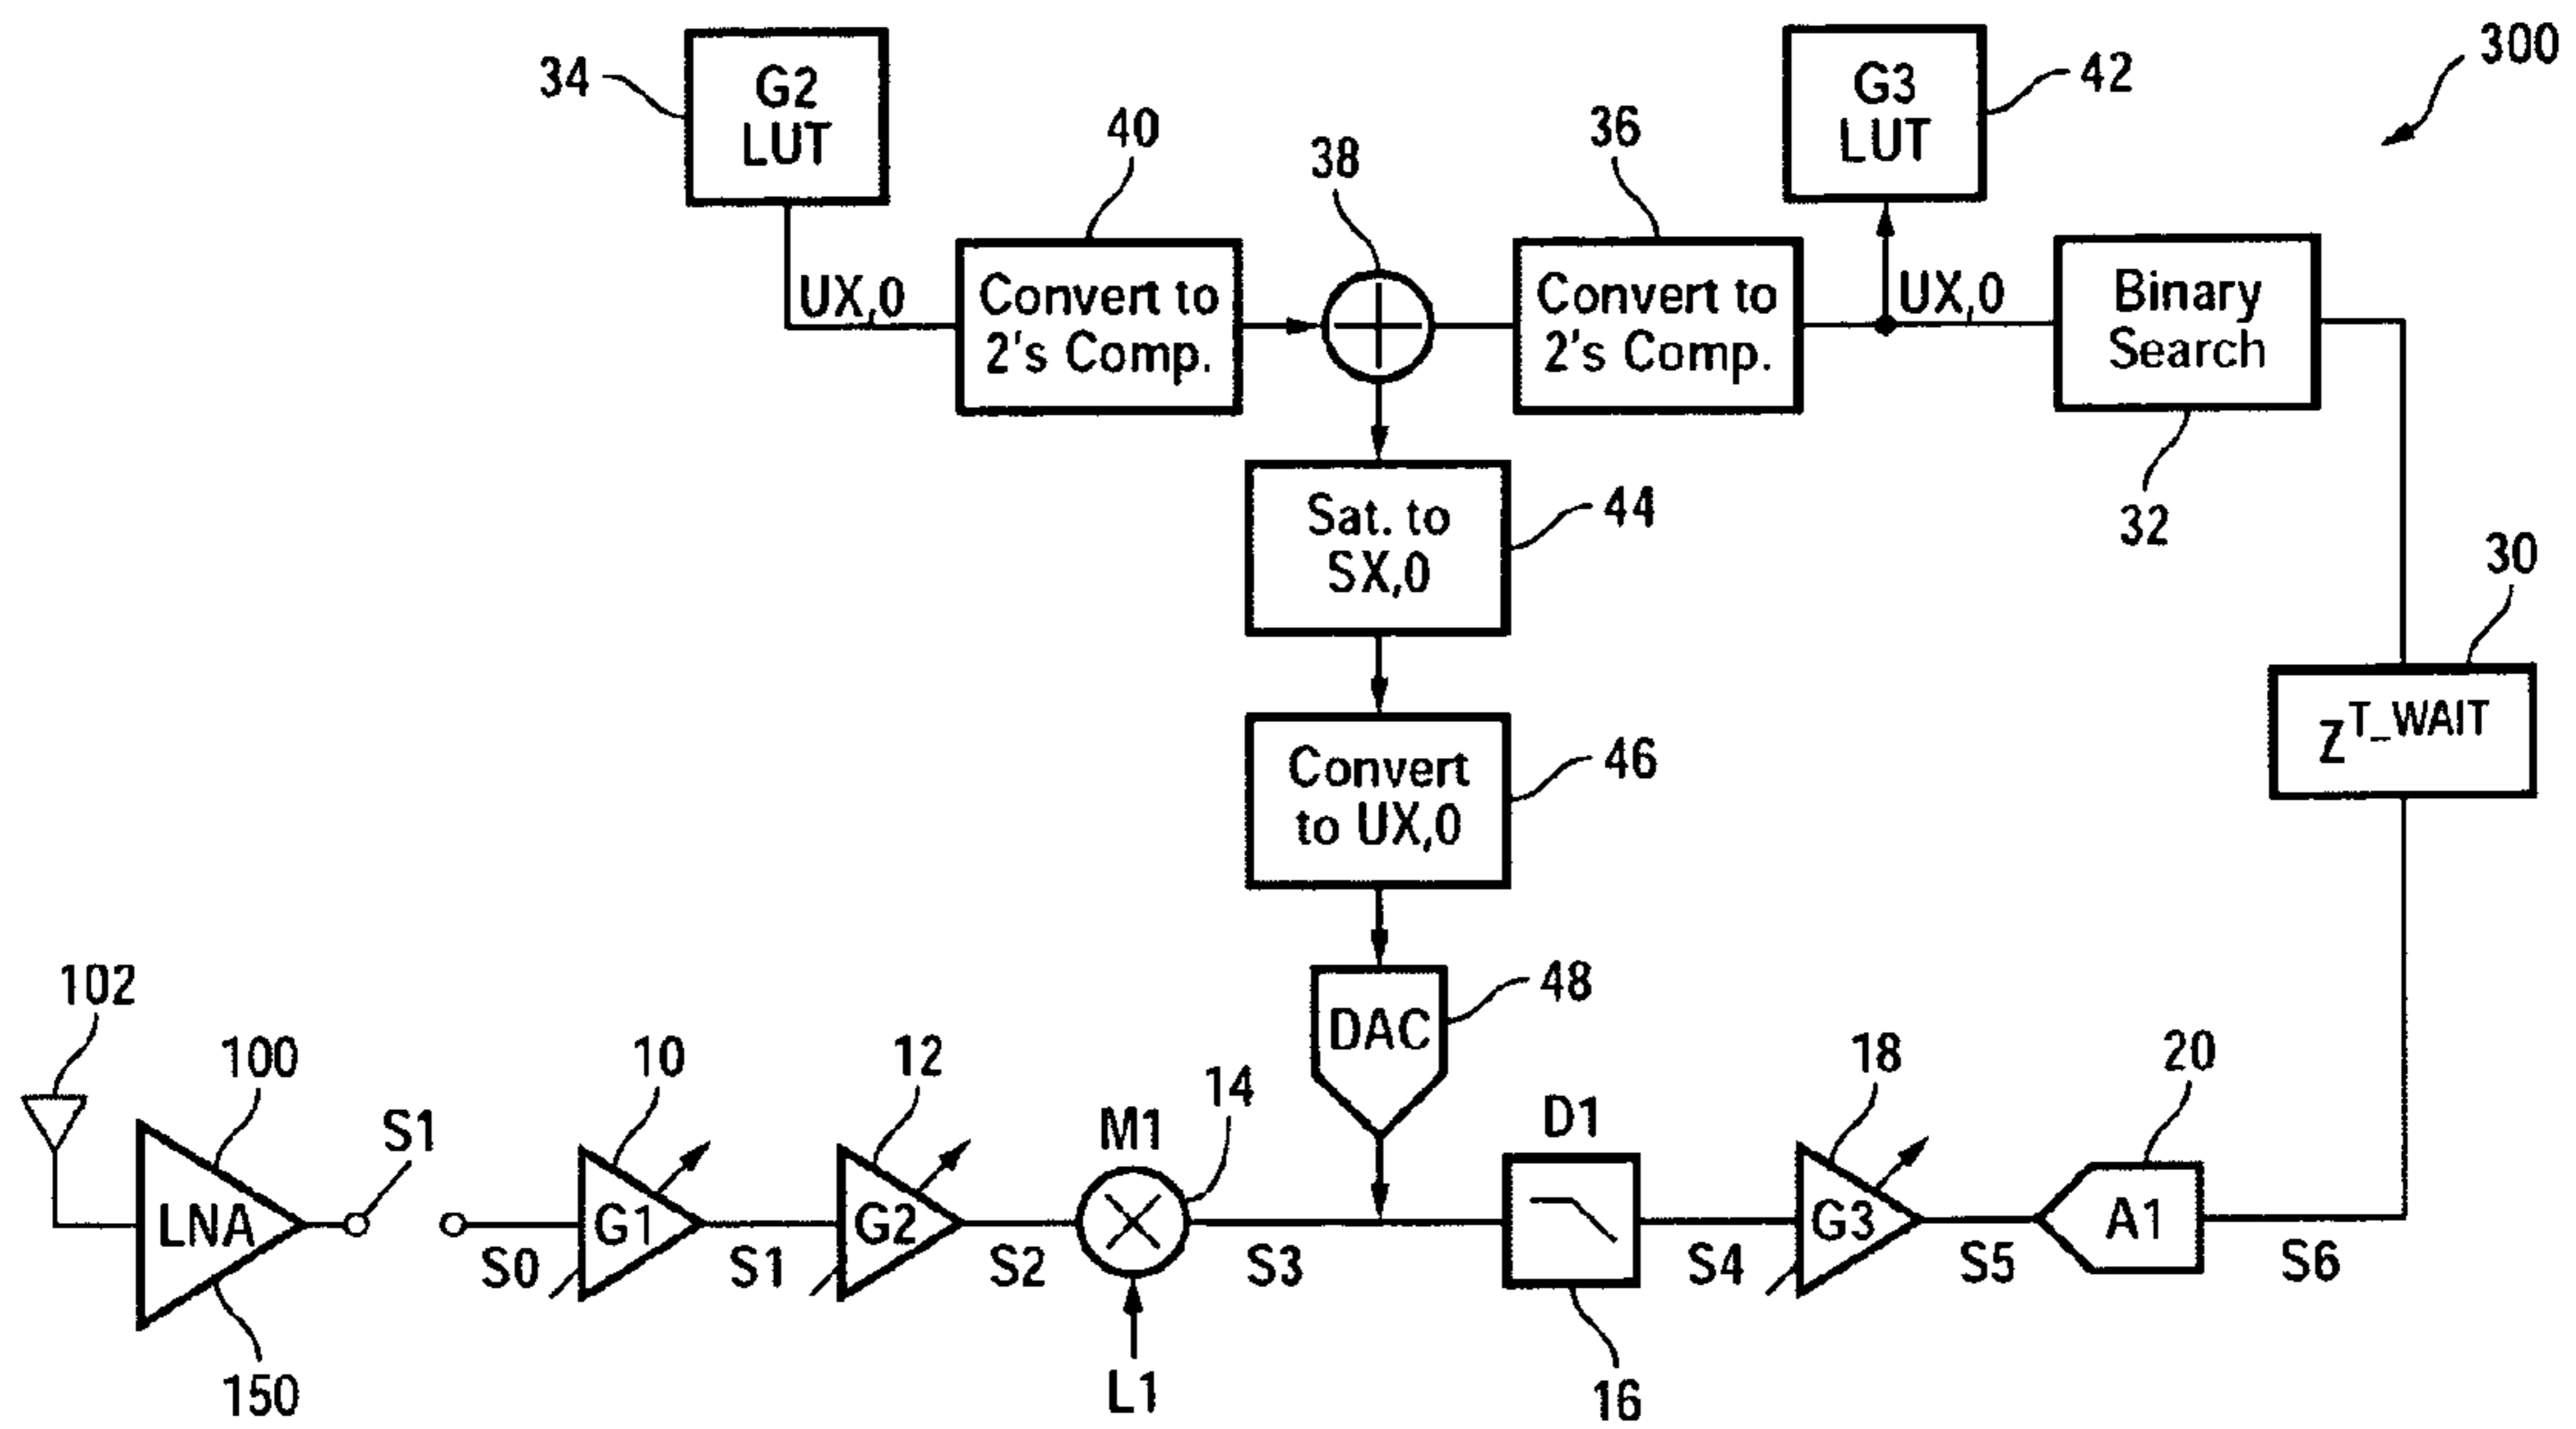 300
34
G2
LUT
G3
LUT
42
40
38
36
UX,0
Convert to
2's Comp.
Convert to
2's Comp.
UX,0
Binary
Search
32
Sat. to
SX,0
44
30
Z^T_WAIT
Convert
to UX,0
46
102
100
10
12
14
DAC
48
18
20
S1
M1
D1
LNA
G1
G2
G3
A1
S0
S1
S2
S3
S4
S5
S6
150
L1
16